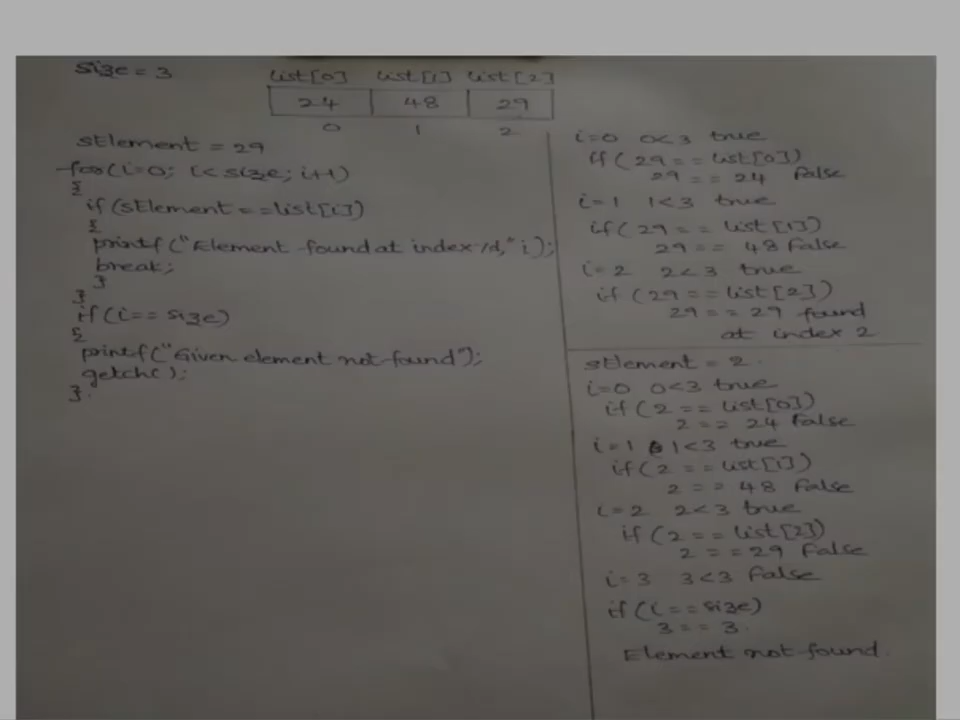 size = 3
list[0] list[1] list[2]
24 48 29
0 1 2
stlement = 29
for(i=0; i<size; i++)
{
if(stlement ==list[i])
{
printf("Element found at index %d," i);
break;
}
}
if(i== size)
{
printf("Given element not found");
getch();
}.
i=0 0<3 true
if(29==list[0])
29 == 24 False
i=1 1<3 true
if(29== list[1])
29== 48 False
i=2 2<3 true
if(29==list[2])
29== 29 found
at index 2
stlement = 2.
i=0 0<3 true
if(2 == list[0])
2 == 24 False
i=1 1<3 true
if(2 ==list[1])
2 == 48 False
i=2 2<3 true
if(2 == list[2])
2 ==29 False
i=3 3<3 False
if(i==size)
3 == 3.
Element not found.